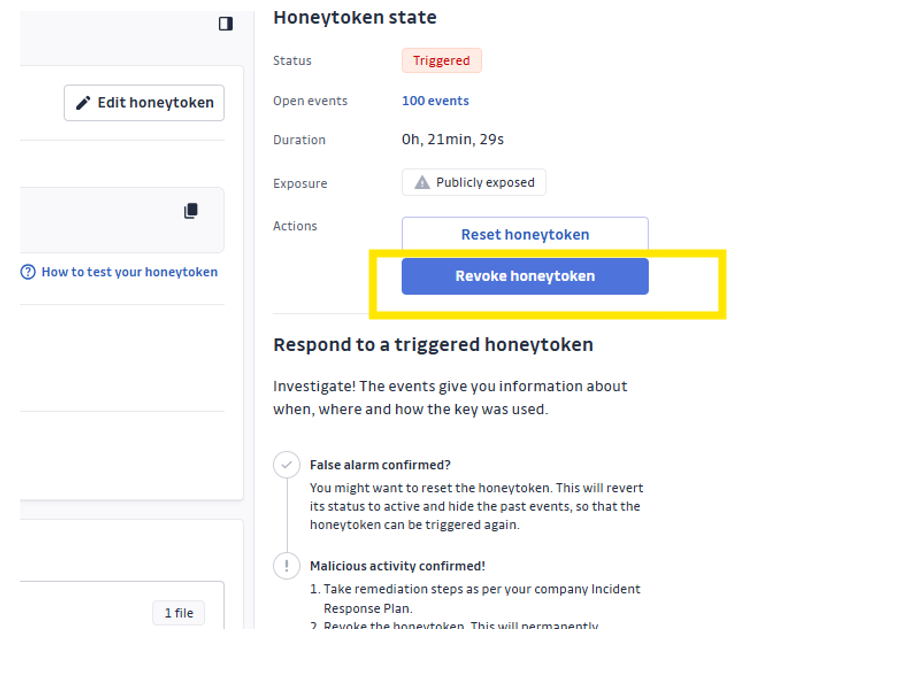 Honeytoken state
Status
Triggered
Edit honeytoken
Open events
100 events
Duration
0h, 21min, 29s
Exposure
Publicly exposed
Actions
Reset honeytoken
How to test your honeytoken
Revoke honeytoken
Respond to a triggered honeytoken
Investigate! The events give you information about
when, where and how the key was used.
False alarm confirmed?
You might want to reset the honeytoken. This will revert
its status to active and hide the past events, so that the
honeytoken can be triggered again.
Malicious activity confirmed!
1. Take remediation steps as per your company Incident
Response Plan.
1 file
2. Revoke the honeytoken. This will permanently